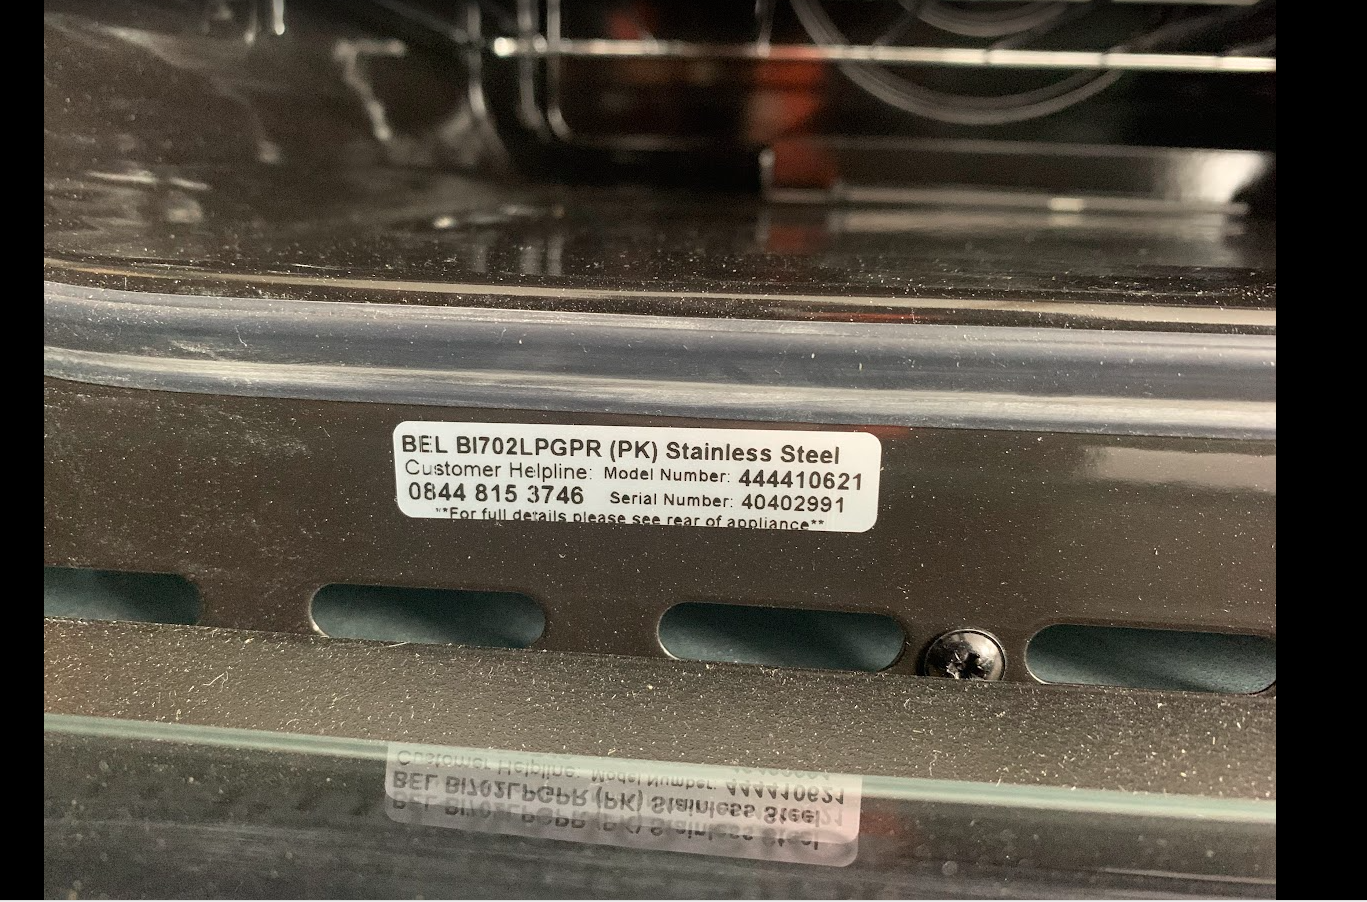 BEL BI702LPGPR (PK) Stainless Steel
Customer Helpline: Model Number: 444410621
0844 815 3746 Serial Number: 40402991
**For full details please see rear of appliance**